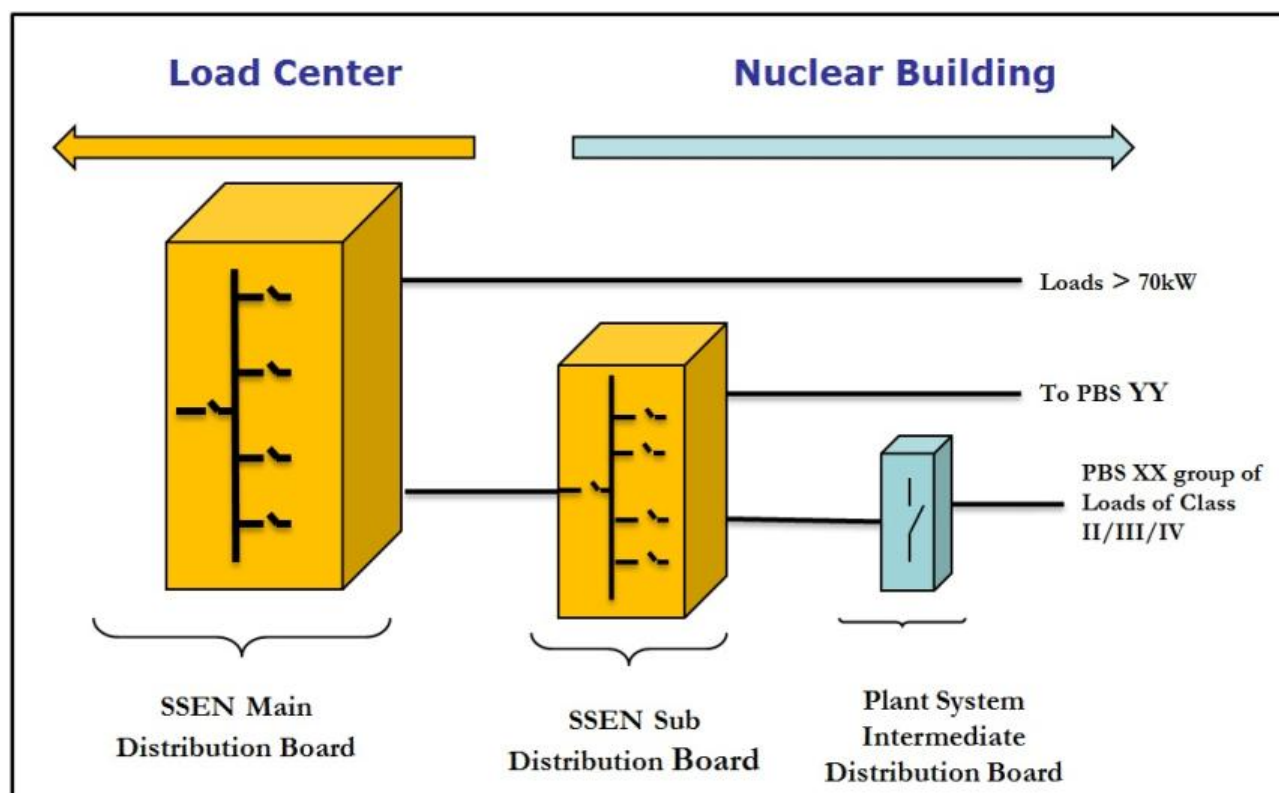 Load Center
Nuclear Building
Loads > 70kW
To PBS YY
PBS XX group of
Loads of Class
II/III/IV
SSEN Main
Distribution Board
SSEN Sub
Distribution Board
Plant System
Intermediate
Distribution Board